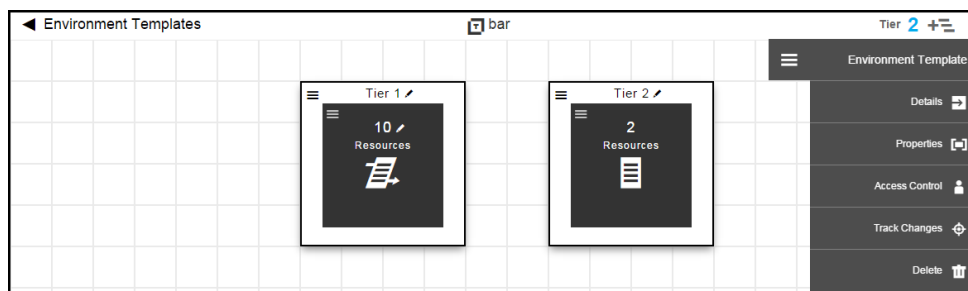 Environment Templates
T bar
Tier 2
Environment Template
Tier 1
Tier 2
10
Resources
2
Resources
Details
Properties
Access Control
Track Changes
Delete